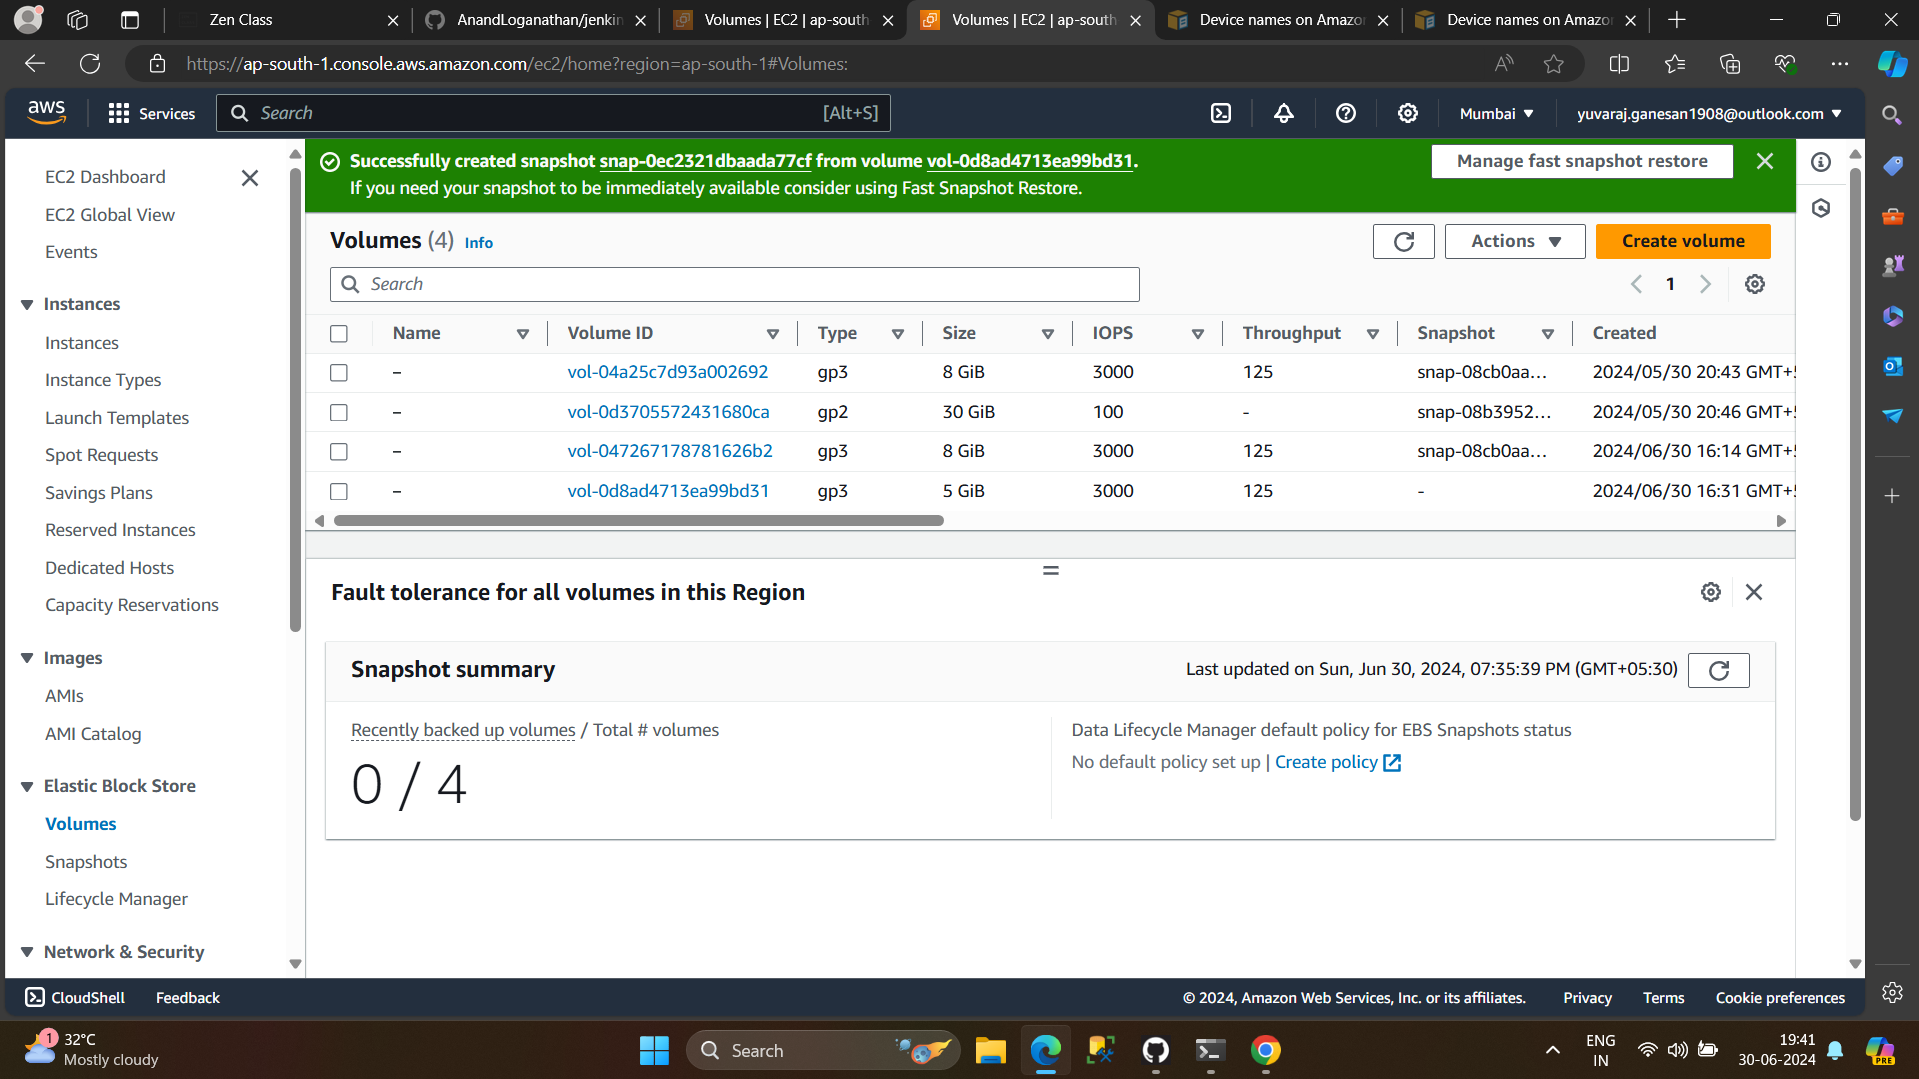 Zen Class
AnandLoganathan/jenkin
Volumes | EC2 | ap-south
Volumes | EC2 | ap-south
Device names on Amazo
Device names on Amazo
https://ap-south-1.console.aws.amazon.com/ec2/home?region=ap-south-1#Volumes:
aws
Services
Search
[Alt+S]
Mumbai
yuvaraj.ganesan1908@outlook.com
EC2 Dashboard
EC2 Global View
Events
Instances
Instances
Instance Types
Launch Templates
Spot Requests
Savings Plans
Reserved Instances
Dedicated Hosts
Capacity Reservations
Images
AMIs
AMI Catalog
Elastic Block Store
Volumes
Snapshots
Lifecycle Manager
Network & Security
Successfully created snapshot snap-0ec2321dbaada77cf from volume vol-0d8ad4713ea99bd31.
If you need your snapshot to be immediately available consider using Fast Snapshot Restore.
Manage fast snapshot restore
Volumes (4) Info
Actions
Create volume
Search
1
Name Volume ID Type Size IOPS Throughput Snapshot Created
– vol-04a25c7d93a002692 gp3 8 GiB 3000 125 snap-08cb0aa... 2024/05/30 20:43 GMT+5
– vol-0d3705572431680ca gp2 30 GiB 100 - snap-08b3952... 2024/05/30 20:46 GMT+5
– vol-047267178781626b2 gp3 8 GiB 3000 125 snap-08cb0aa... 2024/06/30 16:14 GMT+5
– vol-0d8ad4713ea99bd31 gp3 5 GiB 3000 125 - 2024/06/30 16:31 GMT+5
Fault tolerance for all volumes in this Region
Snapshot summary
Last updated on Sun, Jun 30, 2024, 07:35:39 PM (GMT+05:30)
Recently backed up volumes / Total # volumes
0 / 4
Data Lifecycle Manager default policy for EBS Snapshots status
No default policy set up | Create policy
CloudShell
Feedback
© 2024, Amazon Web Services, Inc. or its affiliates.
Privacy
Terms
Cookie preferences
1
32°C
Mostly cloudy
Search
ENG
IN
19:41
30-06-2024
PRE